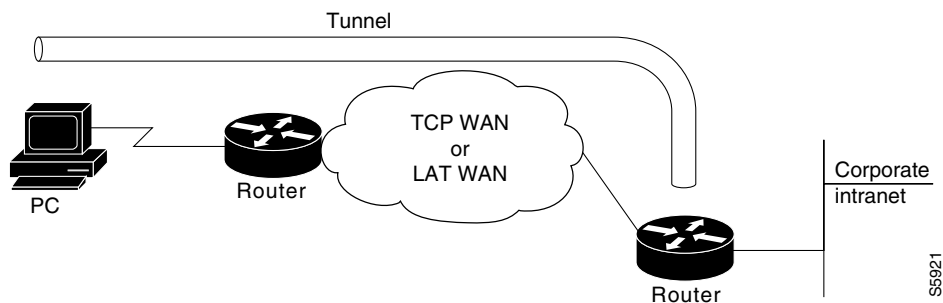 Tunnel
TCP WAN
or
LAT WAN
PC
Router
Corporate
intranet
Router
S5921